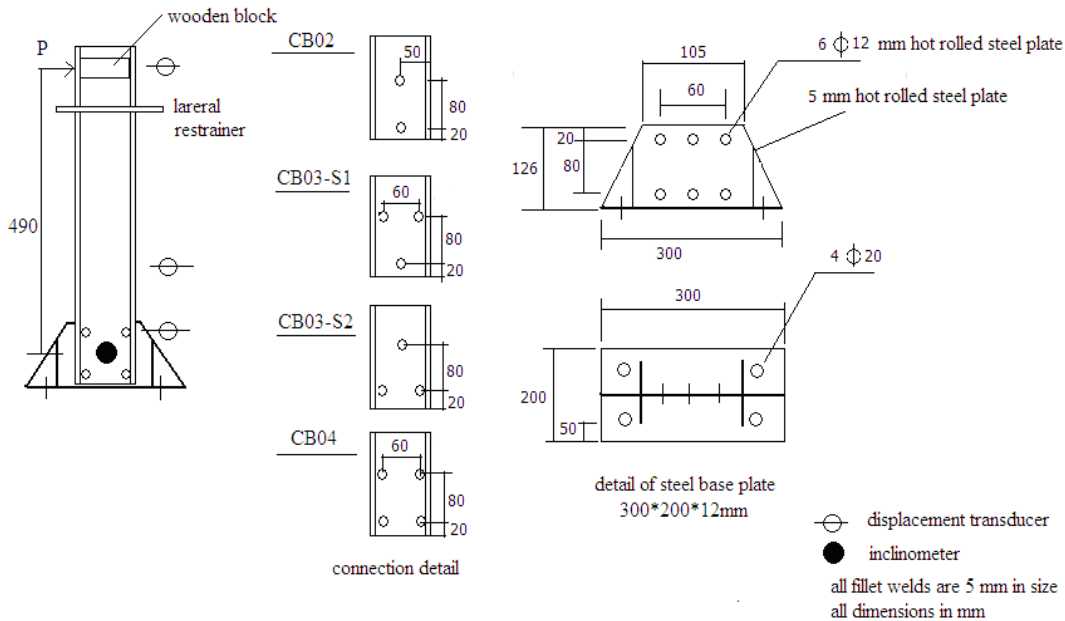 wooden block
P
lareral
restrainer
490
CB02
50
80
20
CB03-S1
60
80
20
CB03-S2
80
20
CB04
60
80
20
connection detail
105
60
20
80
126
300
6 ϕ 12 mm hot rolled steel plate
5 mm hot rolled steel plate
4 ϕ 20
300
200
50
detail of steel base plate
300*200*12mm
displacement transducer
inclinometer
all fillet welds are 5 mm in size
all dimensions in mm